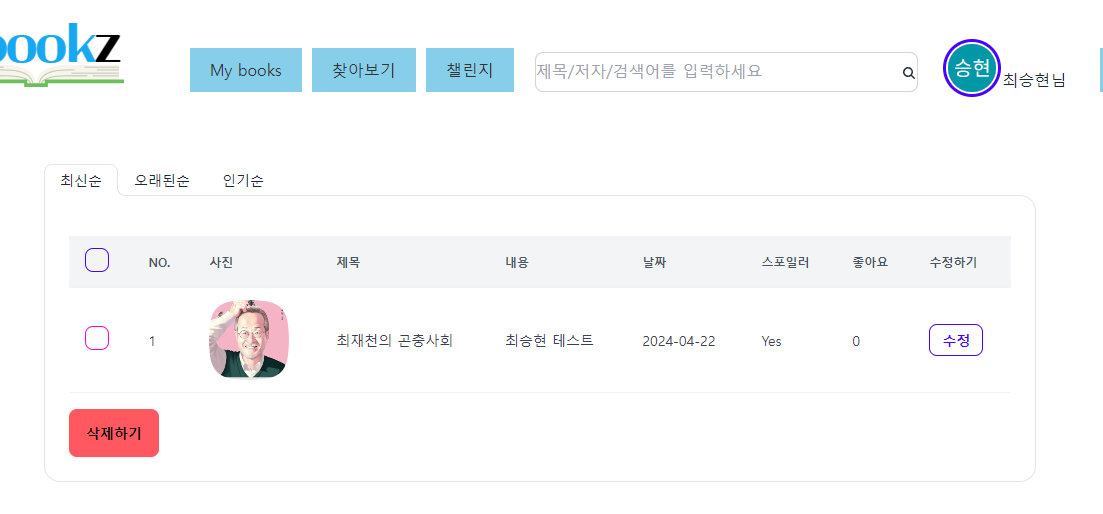 bookz
My books 찾아보기 챌린지 제목/저자/검색어를 입력하세요 승현 최승현님
최신순 오래된순 인기순
NO. 사진 제목 내용 날짜 스포일러 좋아요 수정하기
1 최재천의 곤충사회 최승현 테스트 2024-04-22 Yes 0 수정
삭제하기